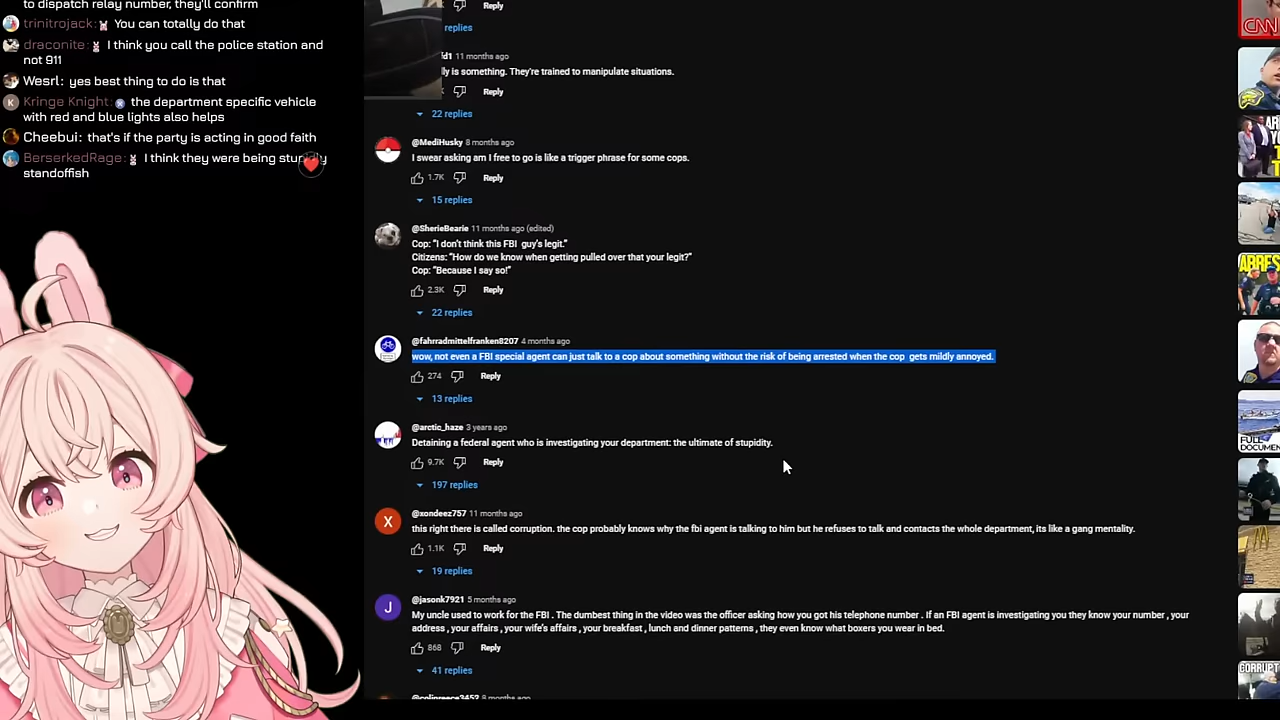 to dispatch relay number, they'll confirm
trinitrojack: You can totally do that
draconite: I think you call the police station and
not 911
Wesrl: yes best thing to do is that
Kringe Knight: the department specific vehicle
with red and blue lights also helps
Cheebui: that's if the party is acting in good faith
BerserkedRage: I think they were being stupidly
standoffish
Reply
replies
11 months ago
is something. They're trained to manipulate situations.
Reply
22 replies
@MediHusky 8 months ago
I swear asking am I free to go is like a trigger phrase for some cops.
1.7K Reply
15 replies
@SherieBearie 11 months ago (edited)
Cop: "I don't think this FBI guy's legit."
Citizens: "How do we know when getting pulled over that your legit?"
Cop: "Because I say so!"
2.3K Reply
22 replies
@fahrradmittelfranken8207 4 months ago
wow, not even a FBI special agent can just talk to a cop about something without the risk of being arrested when the cop gets mildly annoyed.
274 Reply
13 replies
@arctic_haze 3 years ago
Detaining a federal agent who is investigating your department: the ultimate of stupidity.
9.7K Reply
197 replies
X
@xondeez757 11 months ago
this right there is called corruption. the cop probably knows why the fbi agent is talking to him but he refuses to talk and contacts the whole department, its like a gang mentality.
1.1K Reply
19 replies
J
@jasonk7921 5 months ago
My uncle used to work for the FBI . The dumbest thing in the video was the officer asking how you got his telephone number . If an FBI agent is investigating you they know your number , your
address , your affairs , your wife's affairs , your breakfast , lunch and dinner patterns , they even know what boxers you wear in bed.
868 Reply
41 replies
CNN
ARRES
FULL
DOCUMEN
CORRUPT